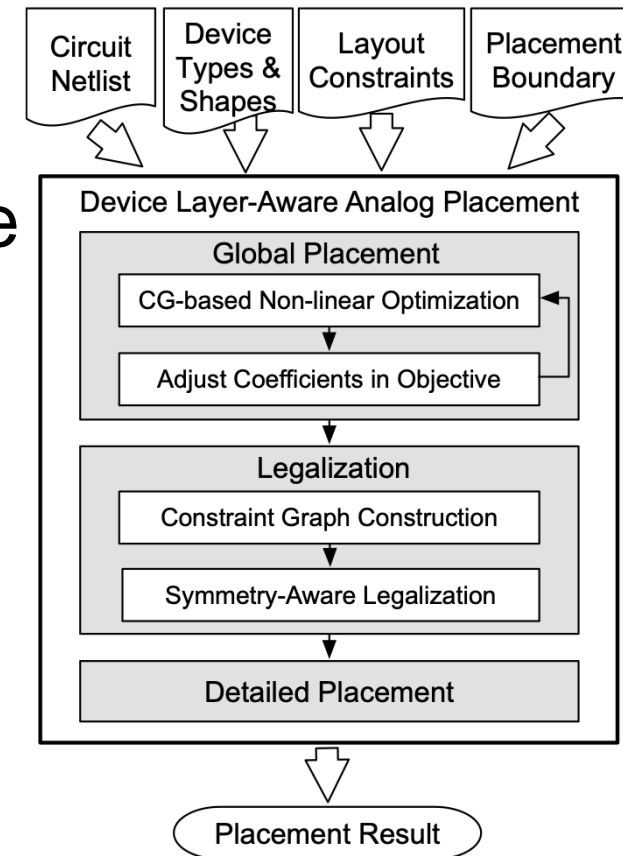 Circuit
Netlist
Device
Types &
Shapes
Layout
Constraints
Placement
Boundary
e
Device Layer-Aware Analog Placement
Global Placement
CG-based Non-linear Optimization
Adjust Coefficients in Objective
Legalization
Constraint Graph Construction
Symmetry-Aware Legalization
Detailed Placement
Placement Result